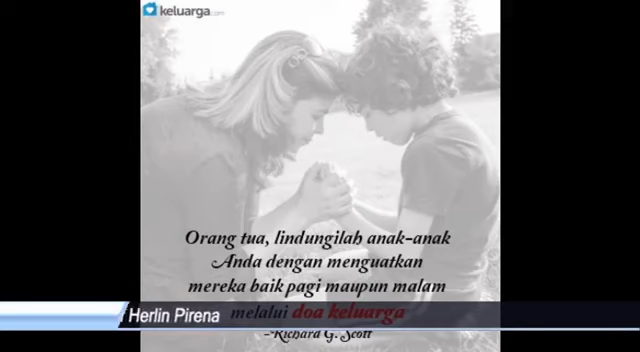 keluarga.com
Orang tua, lindungilah anak-anak
Anda dengan menguatkan
mereka baik pagi maupun malam
melalui doa keluarga
Herlin Pirena
-Richard G. Scott